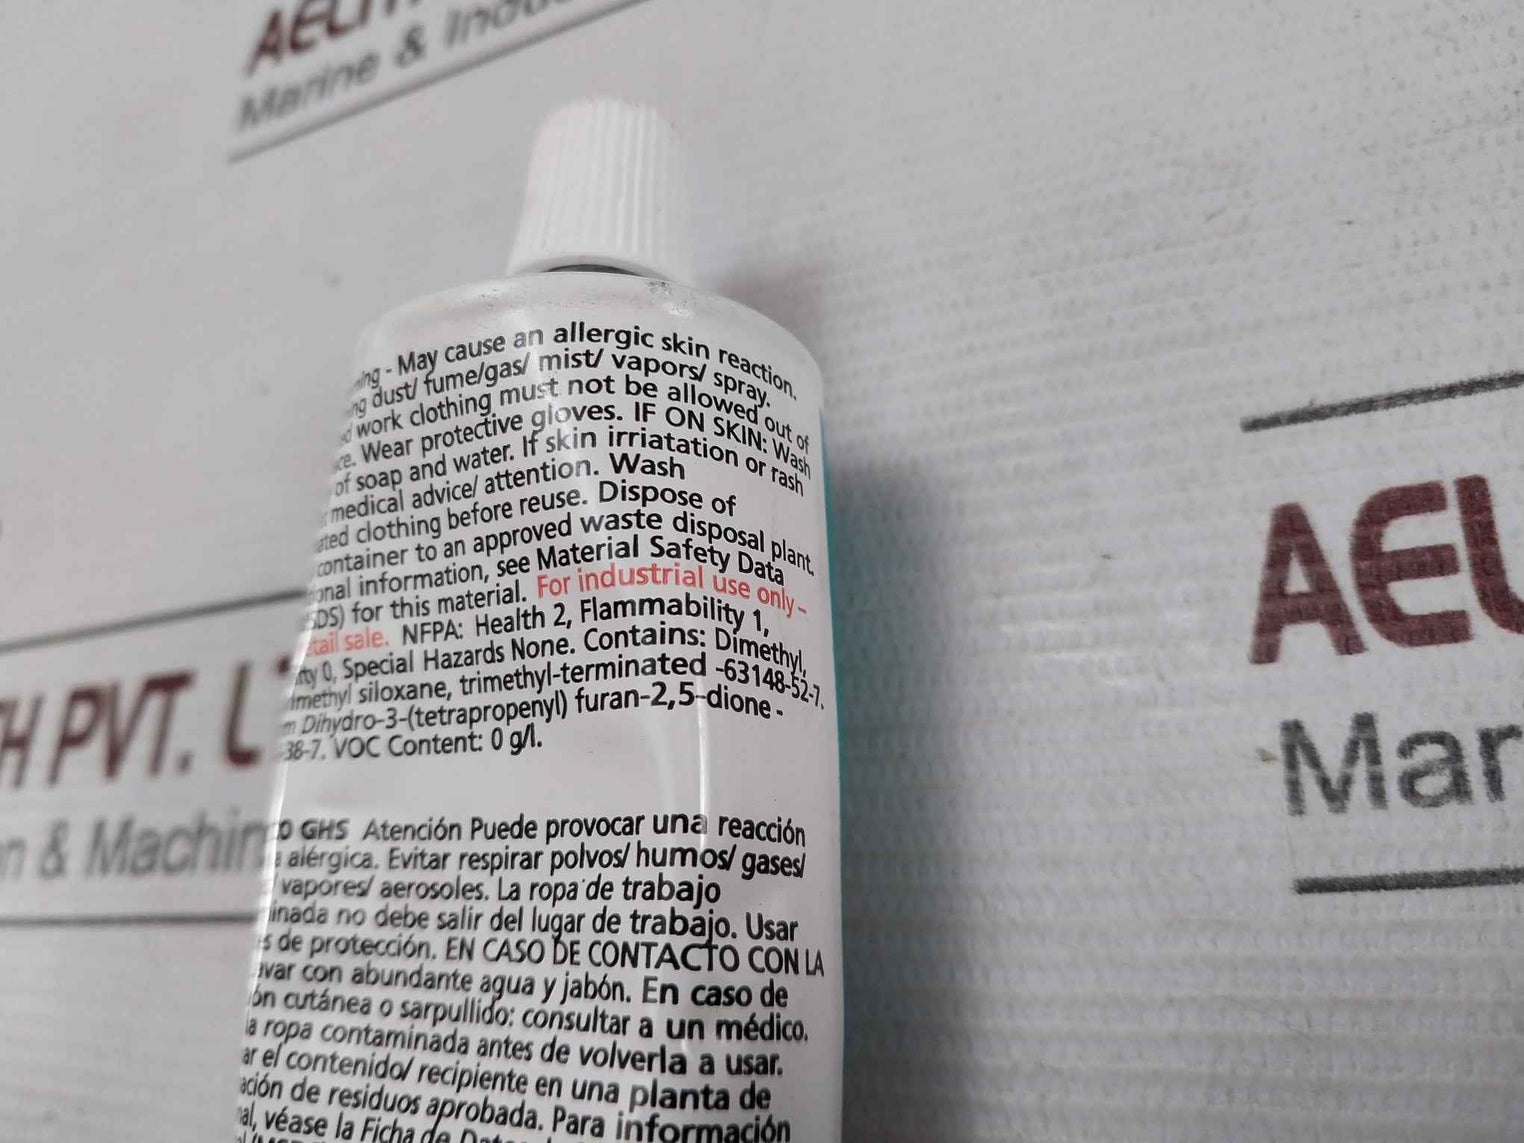 Marine & Indu
- May cause an allergic skin reaction.
dust/ fume/gas/ mist/ vapors/ spray.
work clothing must not be allowed out of
Wear protective gloves. IF ON SKIN: Wash
of soap and water. If skin irriatation or rash
medical advice/ attention. Wash
ated clothing before reuse. Dispose of
container to an approved waste disposal plant.
onal information, see Material Safety Data
SDS) for this material. For industrial use only –
etail sale. NFPA: Health 2, Flammability 1,
ity 0, Special Hazards None. Contains: Dimethyl,
imethyl siloxane, trimethyl-terminated -63148-52-7.
m Dihydro-3-(tetrapropenyl) furan-2,5-dione -
38-7. VOC Content: 0 g/l.
GHS Atención Puede provocar una reacción
alérgica. Evitar respirar polvos/ humos/ gases/
vapores/ aerosoles. La ropa de trabajo
inada no debe salir del lugar de trabajo. Usar
s de protección. EN CASO DE CONTACTO CON LA
avar con abundante agua y jabón. En caso de
ón cutánea o sarpullido: consultar a un médico.
la ropa contaminada antes de volverla a usar.
ar el contenido/ recipiente en una planta de
ación de residuos aprobada. Para información
nal, véase la Ficha de
TH PVT. L
n & Machin
AEL
Mar